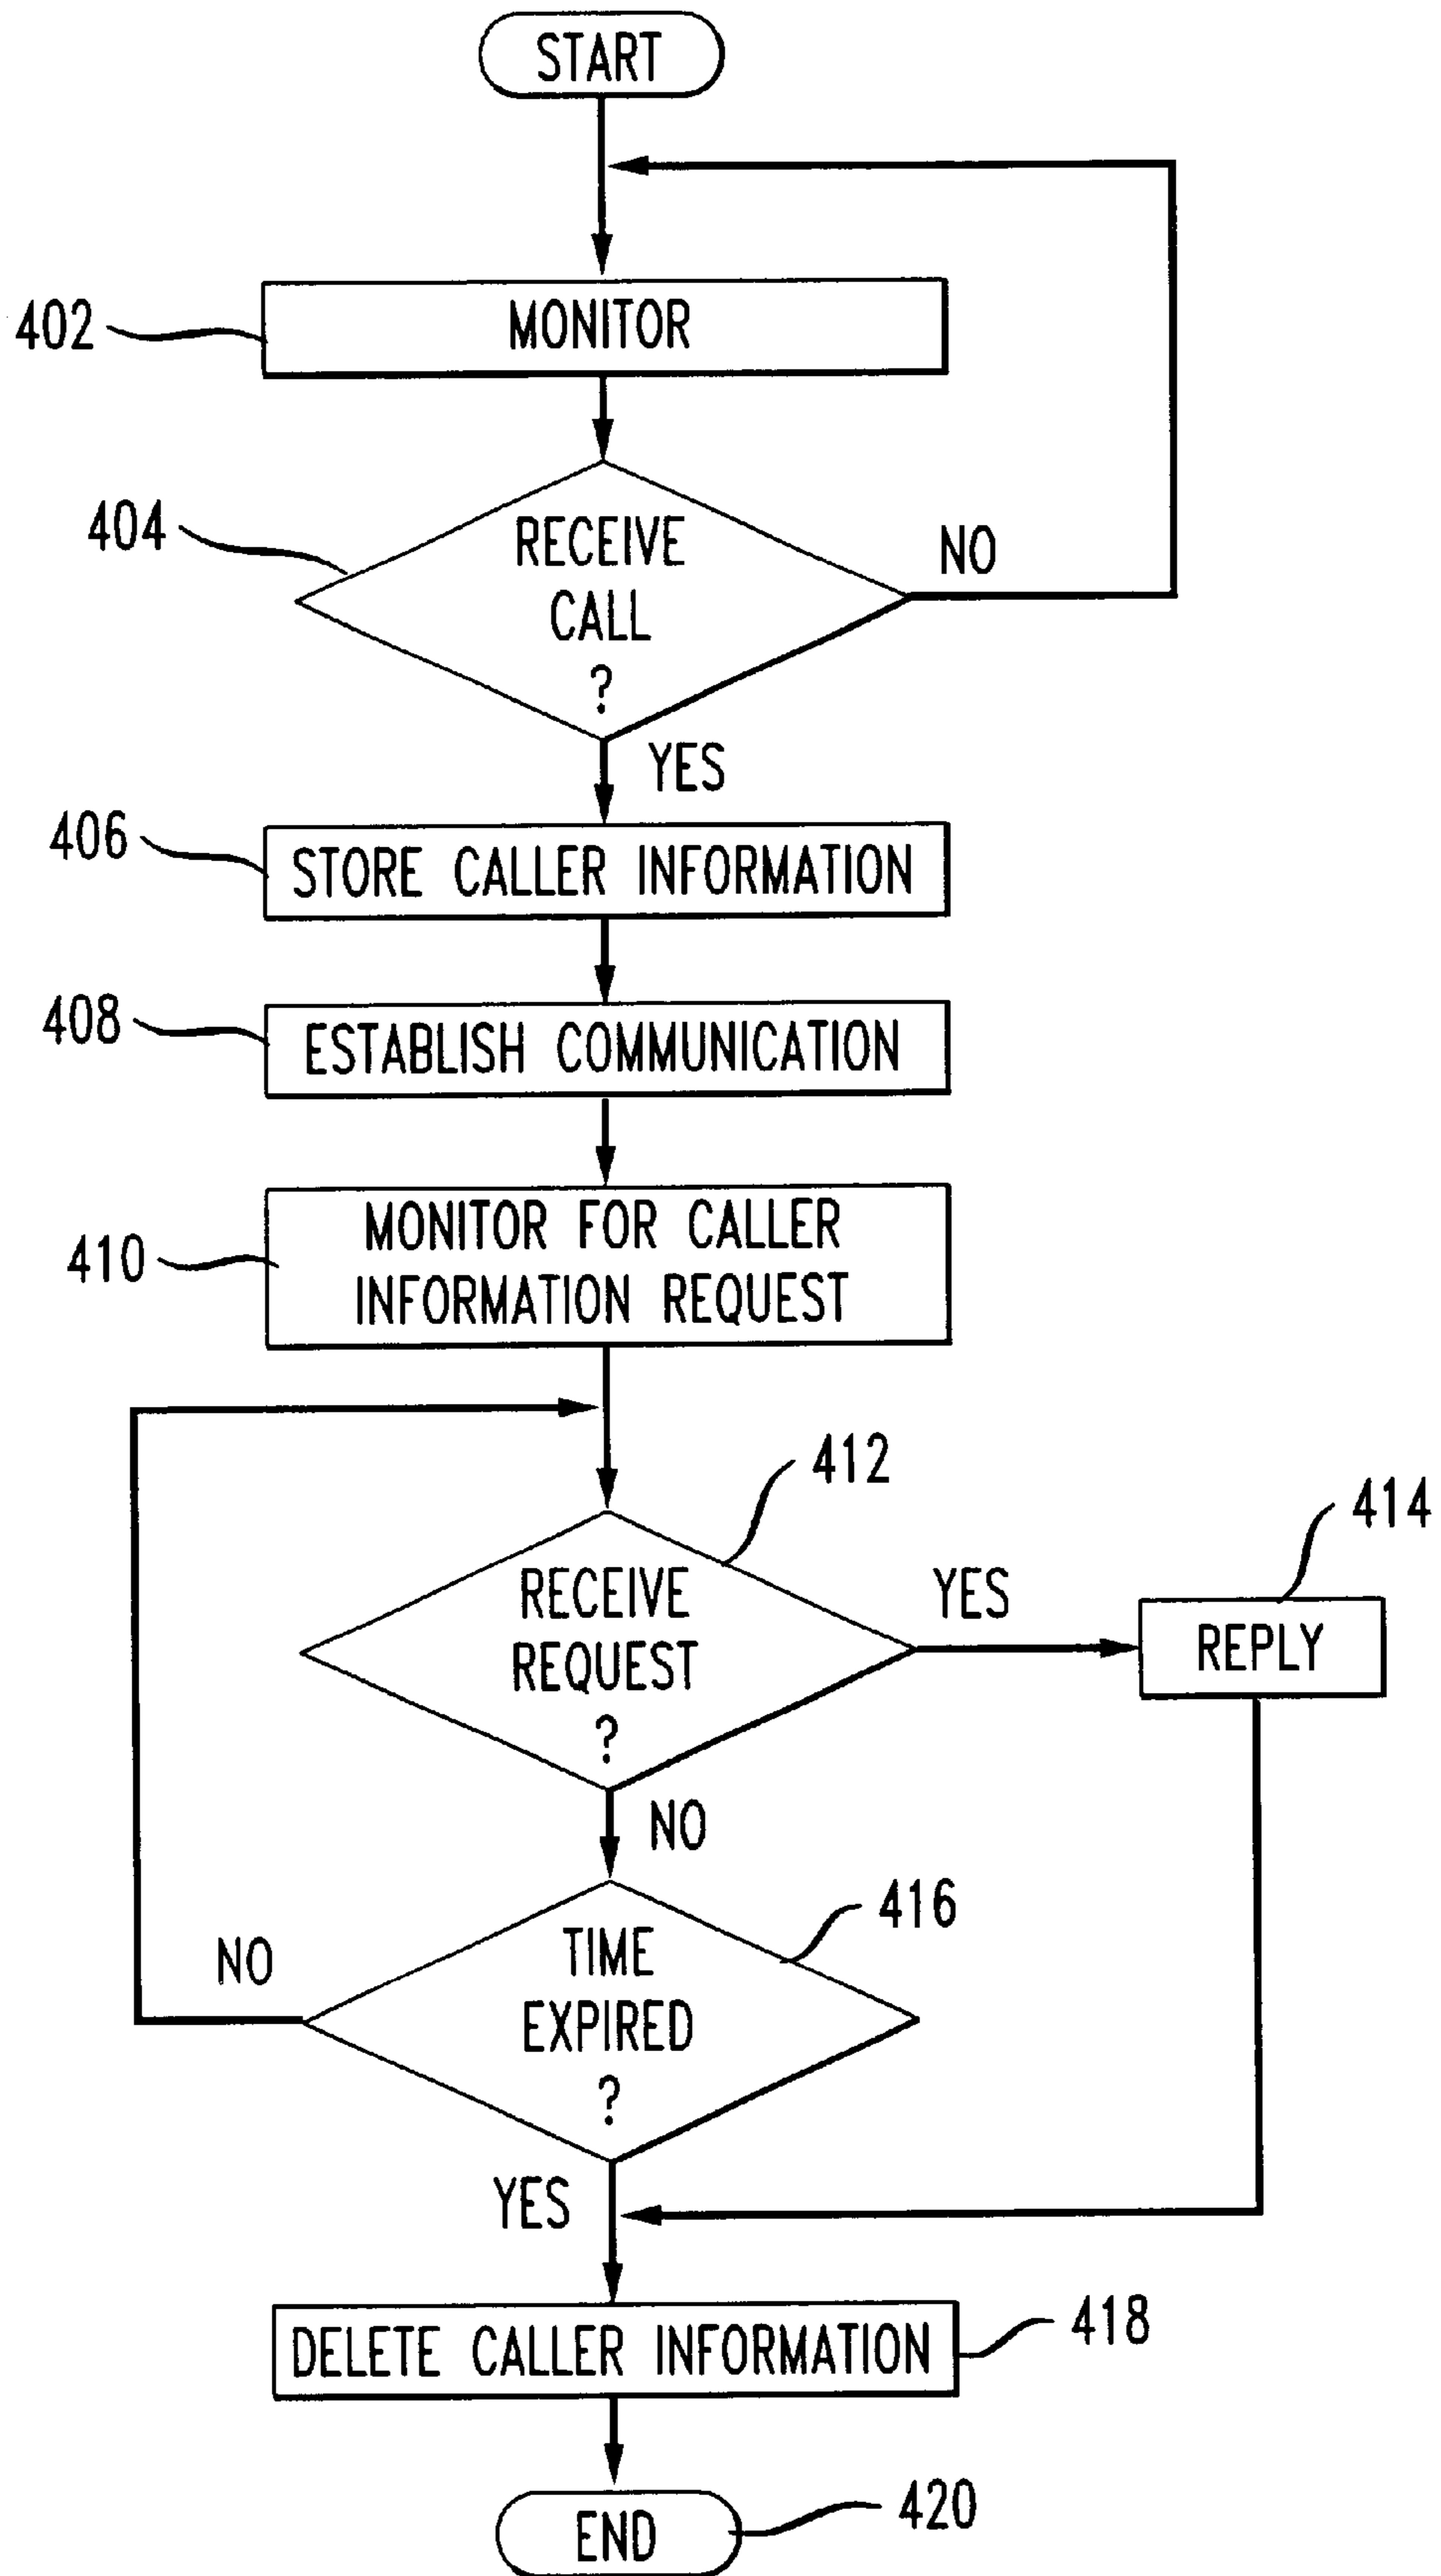 START
402
MONITOR
404
RECEIVE
CALL
?
NO
YES
406
STORE CALLER INFORMATION
408
ESTABLISH COMMUNICATION
410
MONITOR FOR CALLER
INFORMATION REQUEST
412
RECEIVE
REQUEST
?
YES
414
REPLY
NO
416
TIME
EXPIRED
?
NO
YES
418
DELETE CALLER INFORMATION
420
END